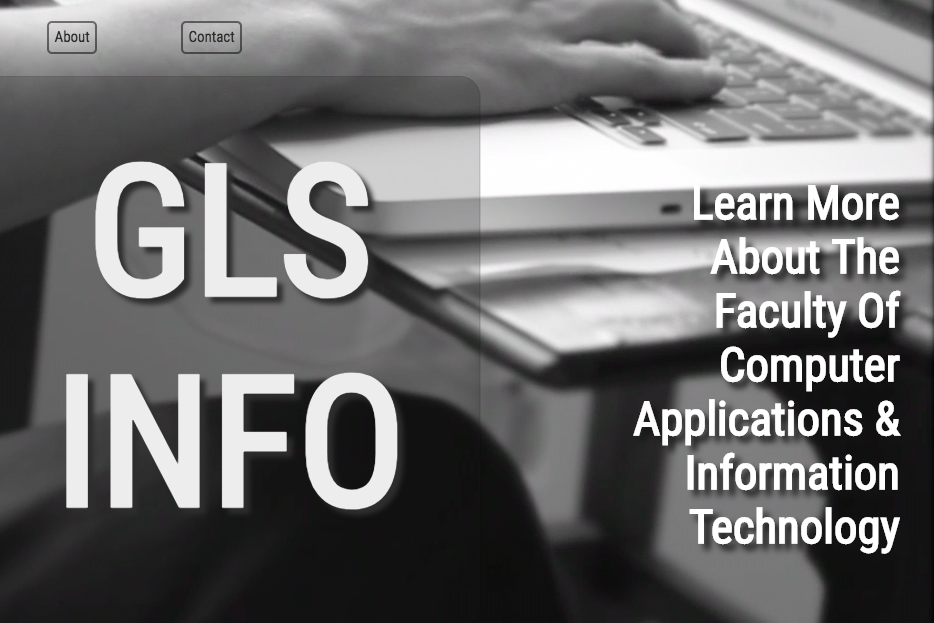 About
Contact
GLS
INFO
Learn More
About The
Faculty Of
Computer
Applications &
Information
Technology